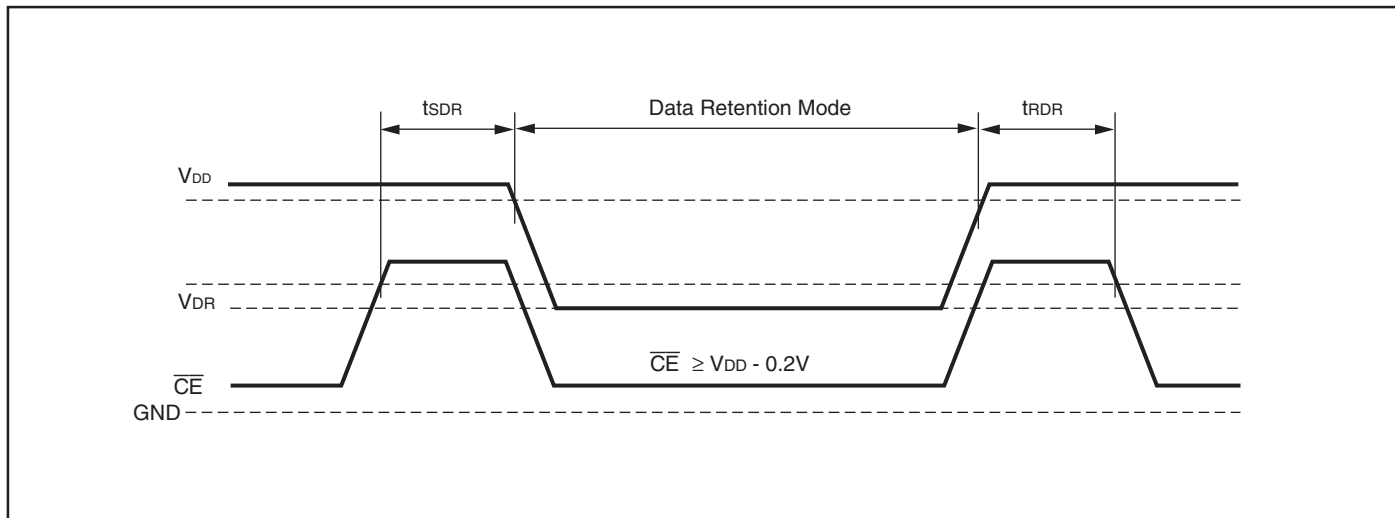 tSDR
Data Retention Mode
tRDR
VDD
VDR
CE ≥ VDD - 0.2V
CE
GND